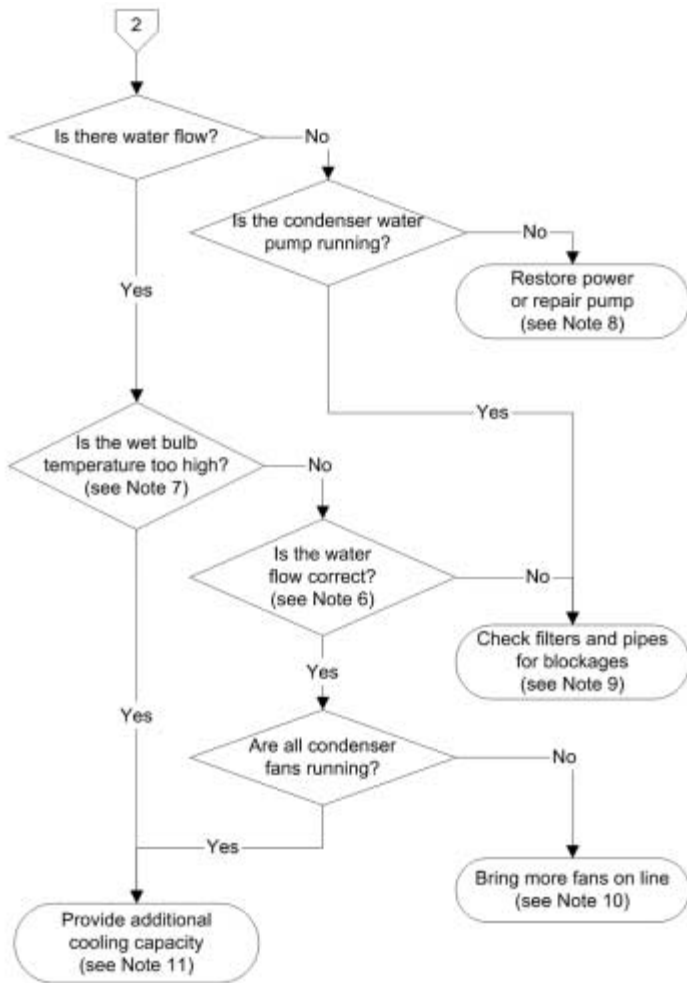 2
Is there water flow?
No
Is the condenser water
pump running?
No
Restore power
or repair pump
(see Note 8)
Yes
Yes
Is the wet bulb
temperature too high?
(see Note 7)
No
Is the water
flow correct?
(see Note 6)
No
Check filters and pipes
for blockages
(see Note 9)
Yes
Yes
Are all condenser
fans running?
No
Yes
Bring more fans on line
(see Note 10)
Provide additional
cooling capacity
(see Note 11)